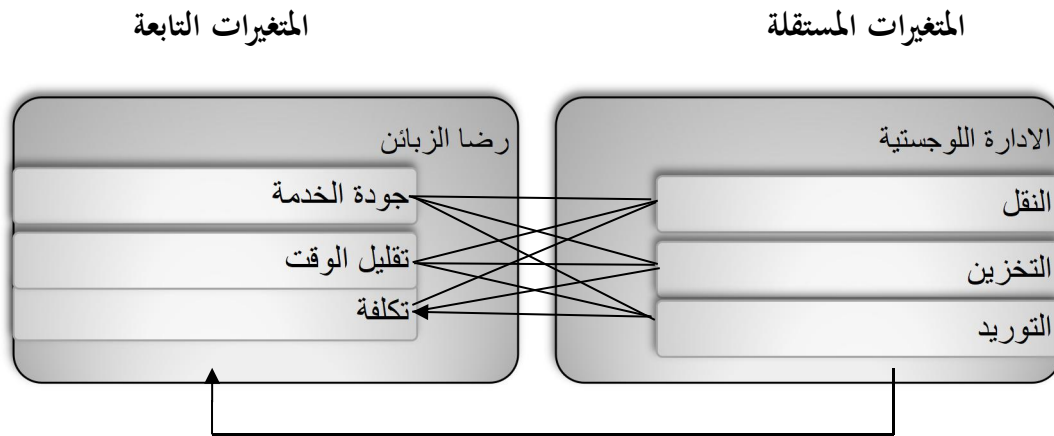 المتغيرات المستقلة
المتغيرات التابعة
الادارة اللوجستية
النقل
التخزين
التوريد
رضا الزبائن
جودة الخدمة
تقليل الوقت
تكلفة